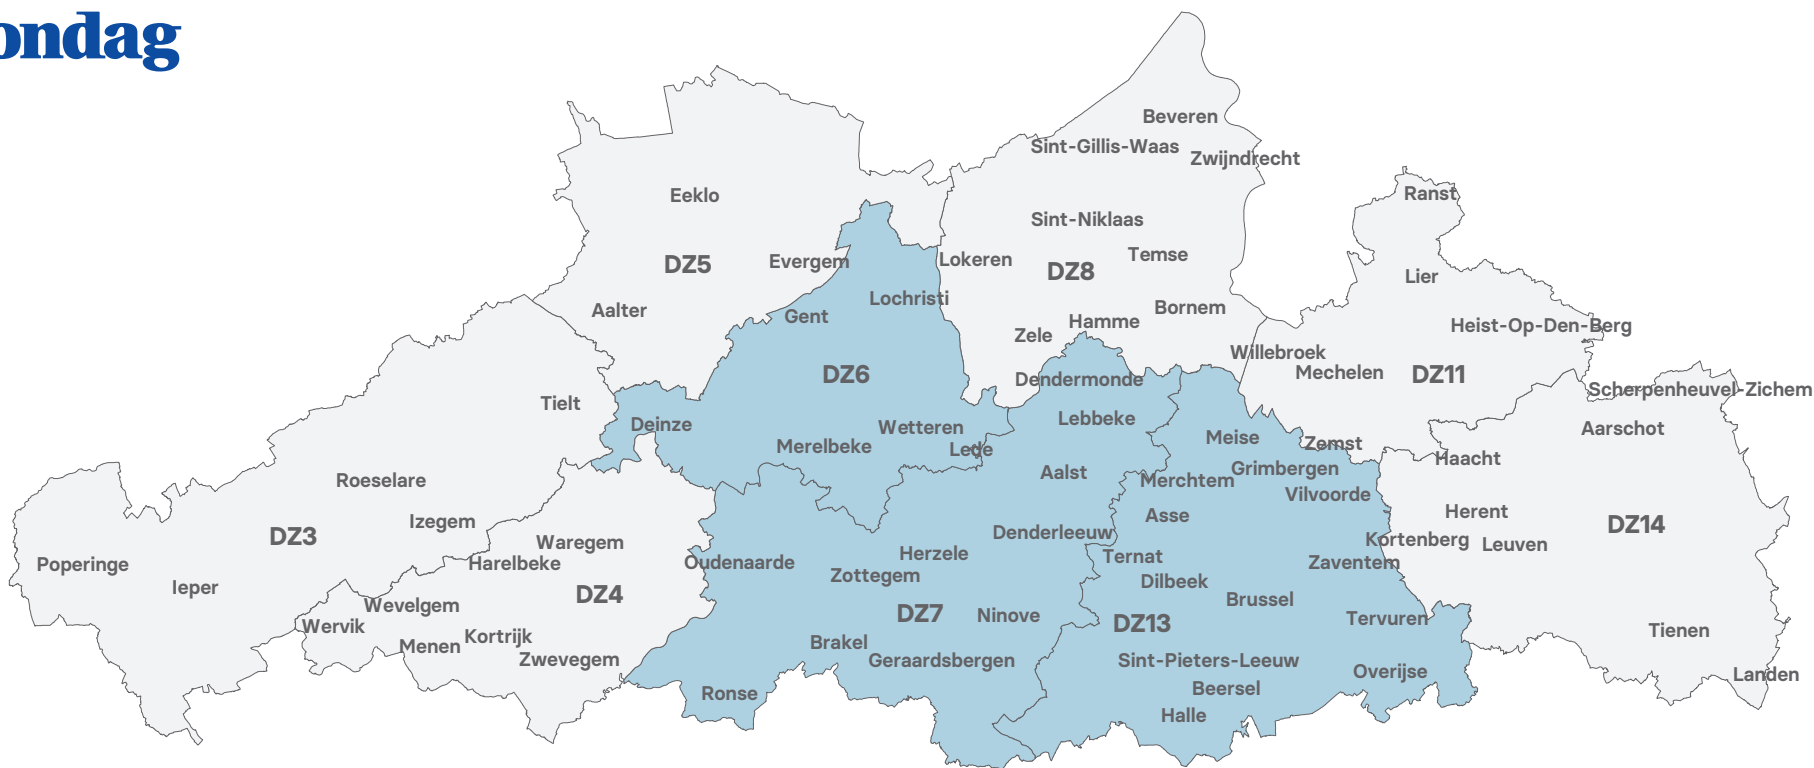 ondag
Beveren
Sint-Gillis-Waas
Zwijndrecht
Eeklo
Ranst
Sint-Niklaas
DZ5
Evergem
Lokeren
DZ8
Temse
Lier
Aalter
Lochristi
Gent
Bornem
Hamme
Zele
Heist-Op-Den-Berg
Willebroek
Mechelen
DZ11
DZ6
Dendermonde
Scherpenheuvel-Zichem
Tielt
Deinze
Wetteren
Lebbeke
Merelbeke
Lede
Meise
Zemst
Aarschot
Haacht
Grimbergen
Aalst
Merchtem
Vilvoorde
Roeselare
Izegem
DZ3
Asse
Herent
DZ14
Denderleeuw
Kortenberg
Leuven
Waregem
Harelbeke
Poperinge
Ieper
Oudenaarde
Herzele
Zottegem
Ternat
Dilbeek
Zaventem
DZ4
Wevelgem
Wervik
DZ7
Ninove
Brussel
DZ13
Tervuren
Tienen
Menen
Kortrijk
Zwevegem
Brakel
Geraardsbergen
Sint-Pieters-Leeuw
Overijse
Landen
Ronse
Beersel
Halle